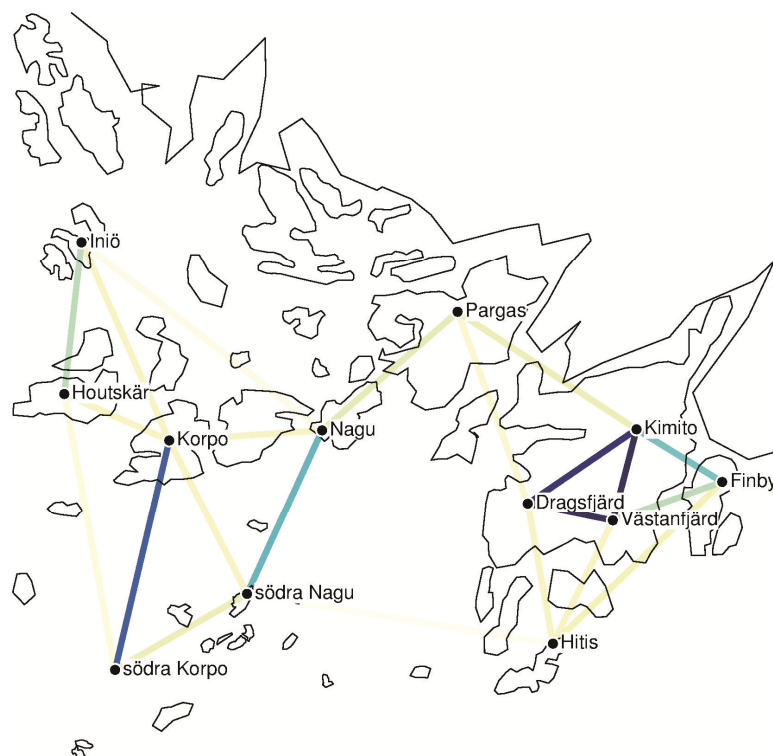 Iniö
Pargas
Houtskär
Korpo
Nagu
Kimito
Finby
Dragsfjärd
Västanfjärd
södra Nagu
Hitis
södra Korpo